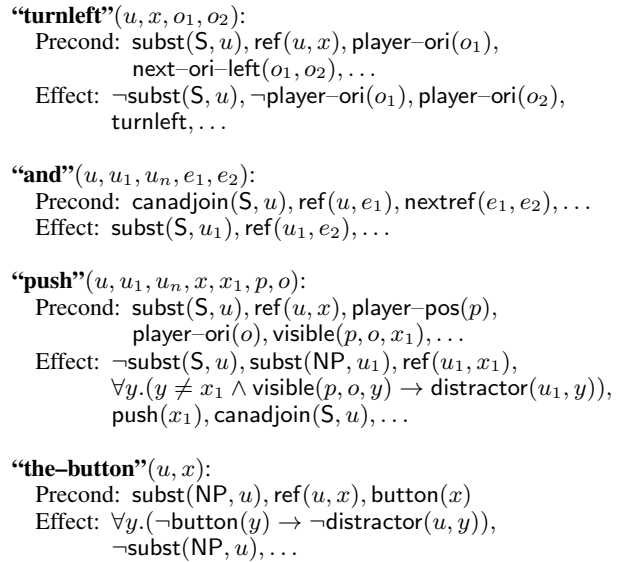 “turnleft”(u, x, o₁, o₂):
Precond: subst(S, u), ref(u, x), player–ori(o₁),
next–ori–left(o₁, o₂), . . .
Effect: ¬subst(S, u), ¬player–ori(o₁), player–ori(o₂),
turnleft, . . .
“and”(u, u₁, uₙ, e₁, e₂):
Precond: canadjoin(S, u), ref(u, e₁), nextref(e₁, e₂), . . .
Effect: subst(S, u₁), ref(u₁, e₂), . . .
“push”(u, u₁, uₙ, x, x₁, p, o):
Precond: subst(S, u), ref(u, x), player–pos(p),
player–ori(o), visible(p, o, x₁), . . .
Effect: ¬subst(S, u), subst(NP, u₁), ref(u₁, x₁),
∀y.(y ≠ x₁ ∧ visible(p, o, y) → distractor(u₁, y)),
push(x₁), canadjoin(S, u), . . .
“the–button”(u, x):
Precond: subst(NP, u), ref(u, x), button(x)
Effect: ∀y.(¬button(y) → ¬distractor(u, y)),
¬subst(NP, u), . . .